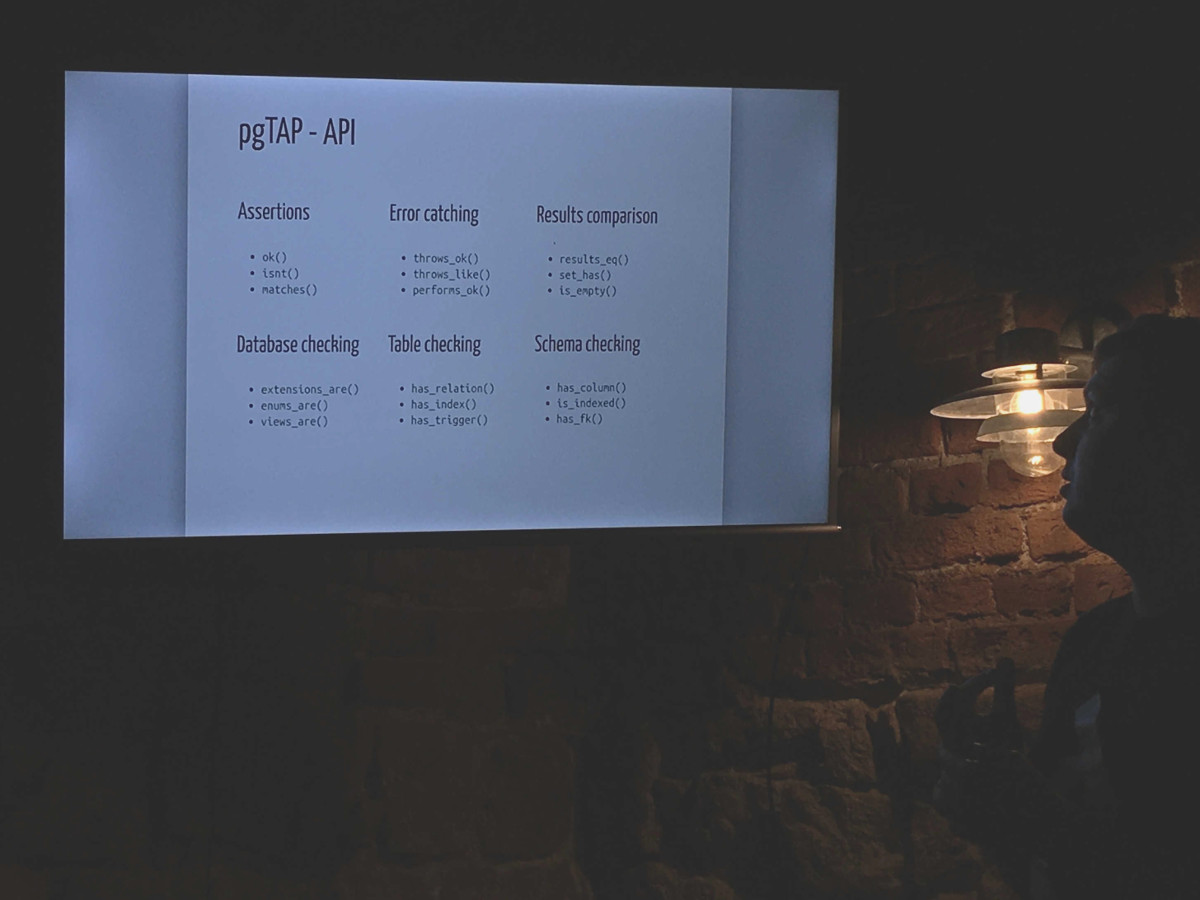 pgTAP - API
Assertions
• ok()
• isnt()
• matches()
Error catching
• throws_ok()
• throws_like()
• performs_ok()
Results comparison
• results_eq()
• set_has()
• is_empty()
Database checking
• extensions_are()
• enums_are()
• views_are()
Table checking
• has_relation()
• has_index()
• has_trigger()
Schema checking
• has_column()
• is_indexed()
• has_fk()